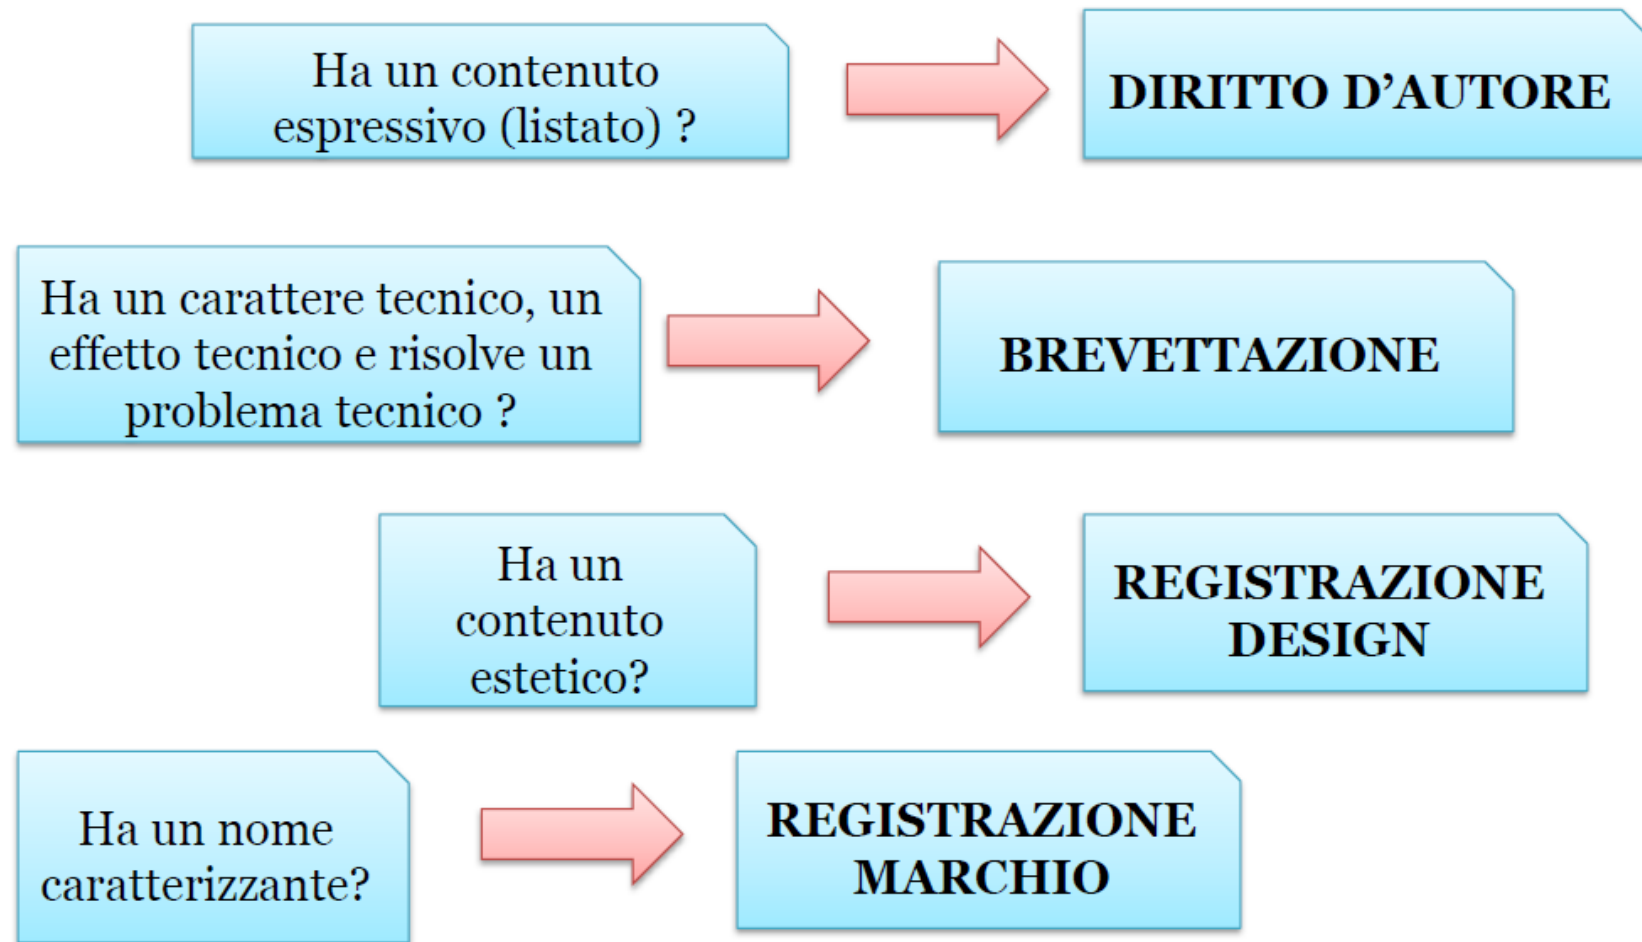 Ha un contenuto
espressivo (listato) ?
DIRITTO D’AUTORE
Ha un carattere tecnico, un
effetto tecnico e risolve un
problema tecnico ?
BREVETTAZIONE
Ha un
contenuto
estetico?
REGISTRAZIONE
DESIGN
Ha un nome
caratterizzante?
REGISTRAZIONE
MARCHIO